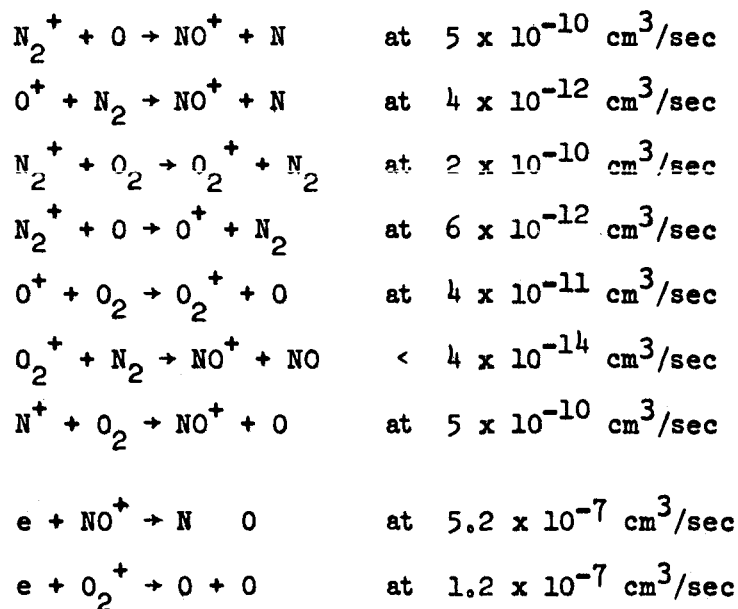 N₂⁺ + O → NO⁺ + N at 5 x 10⁻¹⁰ cm³/sec
O⁺ + N₂ → NO⁺ + N at 4 x 10⁻¹² cm³/sec
N₂⁺ + O₂ → O₂⁺ + N₂ at 2 x 10⁻¹⁰ cm³/sec
N₂⁺ + O → O⁺ + N₂ at 6 x 10⁻¹² cm³/sec
O⁺ + O₂ → O₂⁺ + O at 4 x 10⁻¹¹ cm³/sec
O₂⁺ + N₂ → NO⁺ + NO < 4 x 10⁻¹⁴ cm³/sec
N⁺ + O₂ → NO⁺ + O at 5 x 10⁻¹⁰ cm³/sec
e + NO⁺ → N O at 5.2 x 10⁻⁷ cm³/sec
e + O₂⁺ → O + O at 1.2 x 10⁻⁷ cm³/sec